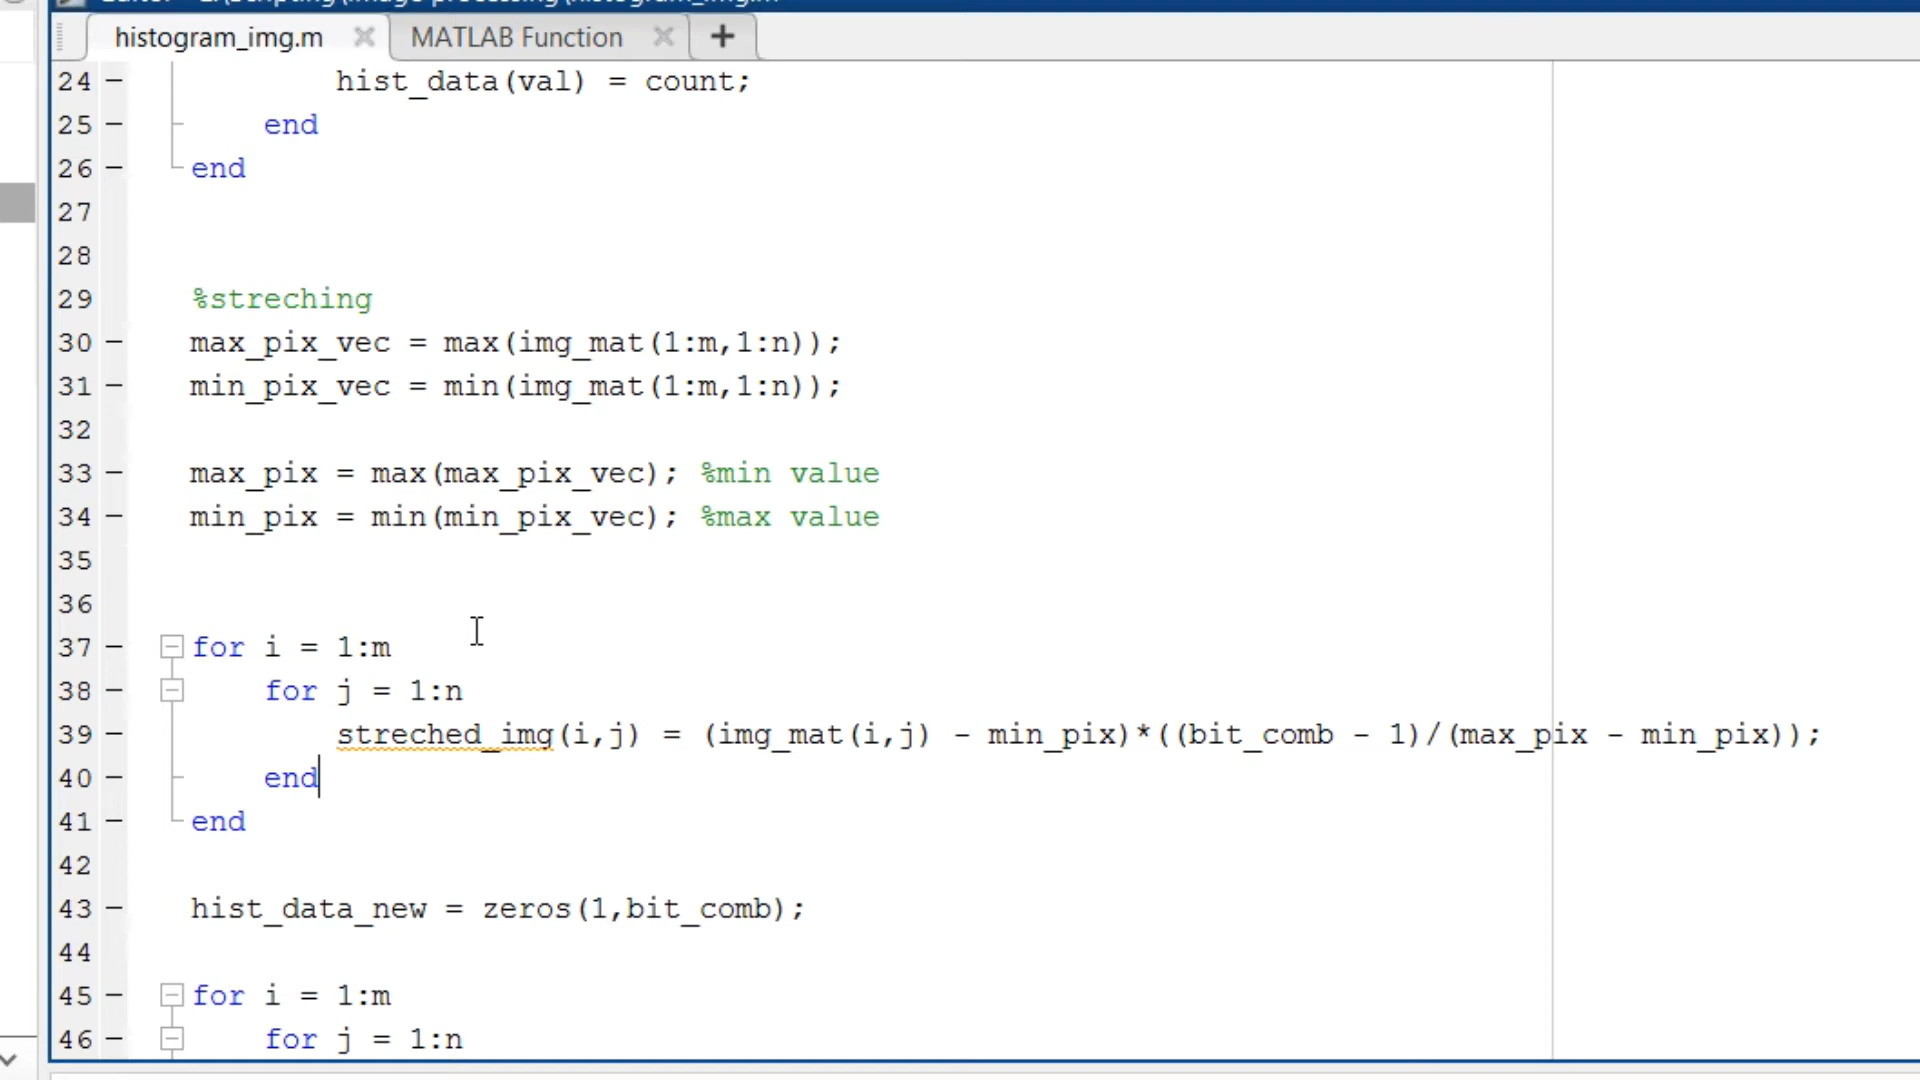 histogram_img.m
MATLAB Function
24 hist_data(val) = count;
25 end
26 end
27
28
29 %streching
30 max_pix_vec = max(img_mat(1:m,1:n));
31 min_pix_vec = min(img_mat(1:m,1:n));
32
33 max_pix = max(max_pix_vec); %min value
34 min_pix = min(min_pix_vec); %max value
35
36
37 for i = 1:m
38 for j = 1:n
39 streched_img(i,j) = (img_mat(i,j) - min_pix)*((bit_comb - 1)/(max_pix - min_pix));
40 end
41 end
42
43 hist_data_new = zeros(1,bit_comb);
44
45 for i = 1:m
46 for j = 1:n